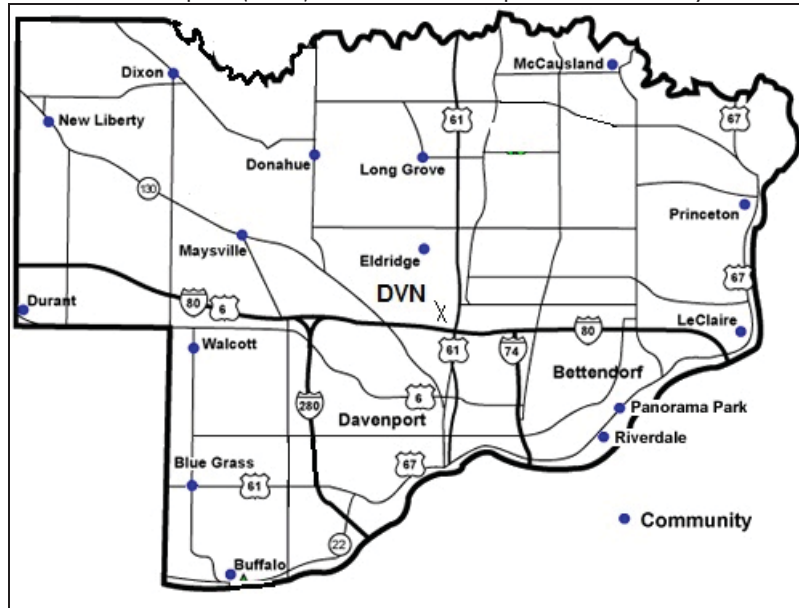 McCausland
Dixon
61
67
New Liberty
Donahue
Long Grove
130
Princeton
Maysville
Eldridge
67
DVN
Durant
80
6
LeClaire
Walcott
61
74
80
Bettendorf
6
280
Davenport
Panorama Park
Riverdale
Blue Grass
67
61
Community
22
Buffalo